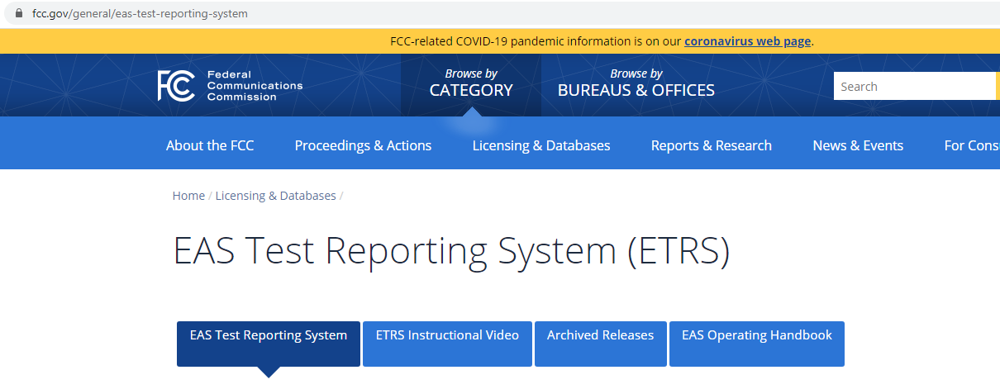 fcc.gov/general/eas-test-reporting-system
FCC-related COVID-19 pandemic information is on our coronavirus web page.
FCC
Federal
Communications
Commission
Browse by
CATEGORY
Browse by
BUREAUS & OFFICES
Search
About the FCC
Proceedings & Actions
Licensing & Databases
Reports & Research
News & Events
For Cons
Home / Licensing & Databases /
EAS Test Reporting System (ETRS)
EAS Test Reporting System
ETRS Instructional Video
Archived Releases
EAS Operating Handbook